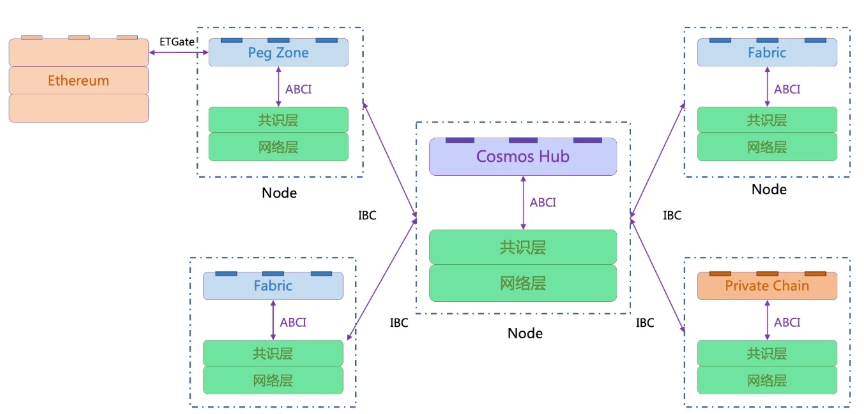 ETGate
Ethereum
Peg Zone
ABCI
共识层
网络层
Node
Fabric
ABCI
共识层
网络层
Node
Cosmos Hub
ABCI
共识层
网络层
Node
IBC
IBC
IBC
IBC
Fabric
ABCI
共识层
网络层
Private Chain
ABCI
共识层
网络层